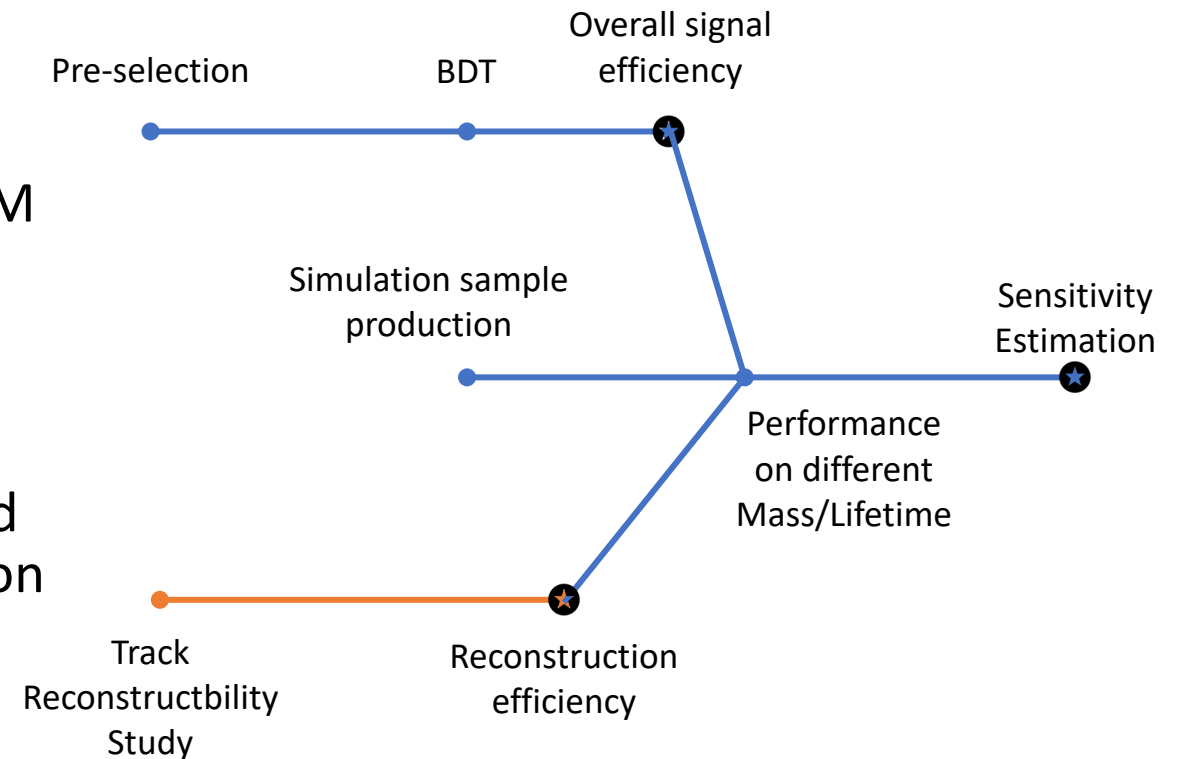 Overall signal
efficiency
Pre-selection
BDT
M
Simulation sample
production
Sensitivity
Estimation
Performance
on different
Mass/Lifetime
d
on
Track
Reconstructbility
Study
Reconstruction
efficiency